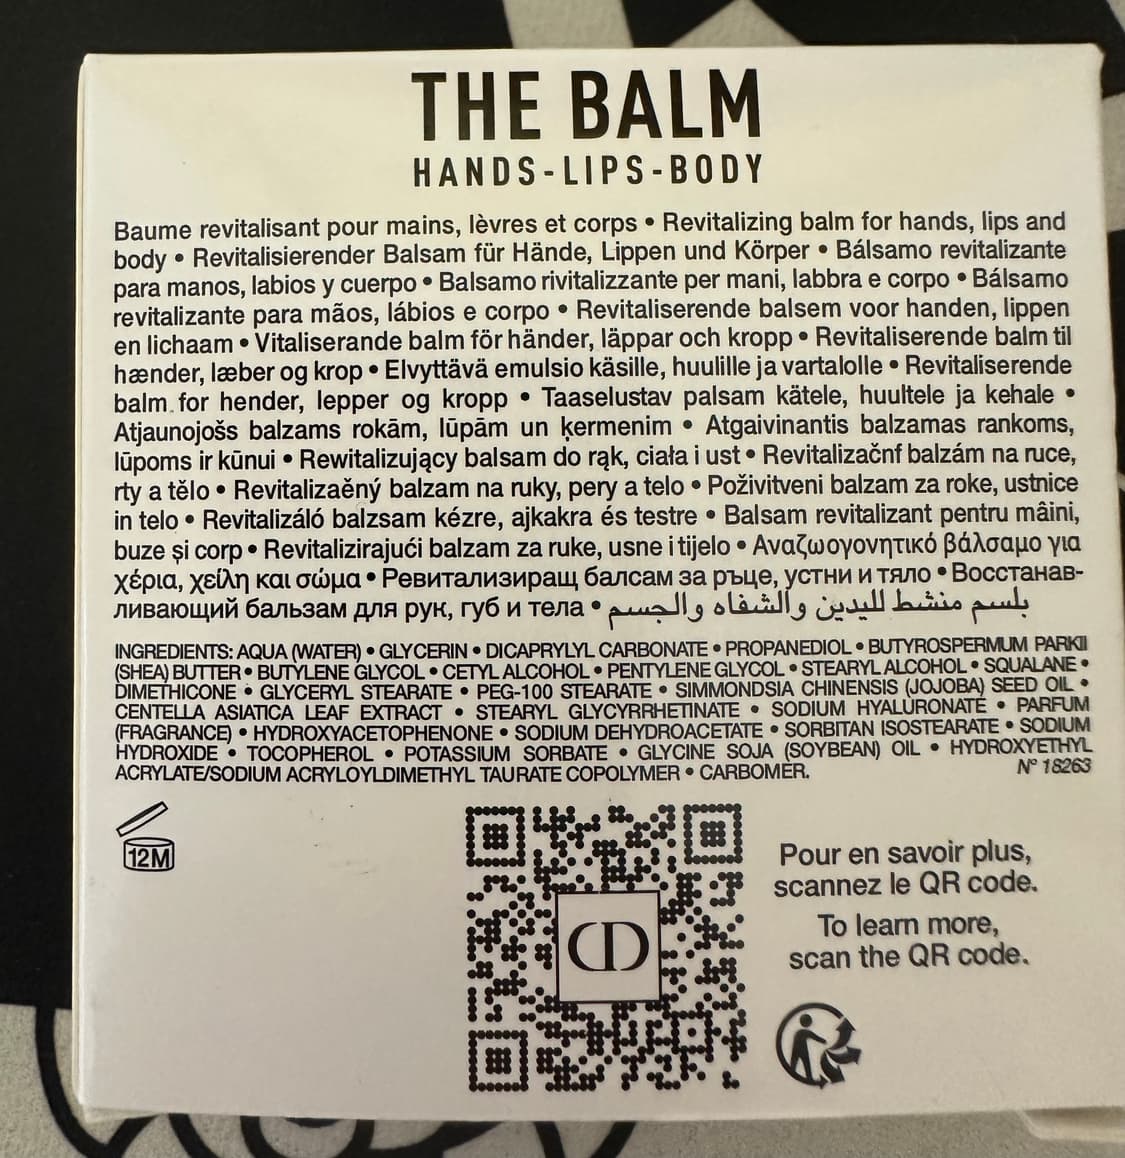 THE BALM
HANDS-LIPS-BODY
Baume revitalisant pour mains, lèvres et corps • Revitalizing balm for hands, lips and
body • Revitalisierender Balsam für Hände, Lippen und Körper • Bálsamo revitalizante
para manos, labios y cuerpo • Balsamo rivitalizzante per mani, labbra e corpo • Bálsamo
revitalizante para mãos, lábios e corpo • Revitaliserende balsem voor handen, lippen
en lichaam • Vitaliserande balm för händer, läppar och kropp • Revitaliserende balm til
hænder, læber og krop • Elvyttävä emulsio käsille, huulille ja vartalolle • Revitaliserende
balm for hender, lepper og kropp • Taaselustav palsam kätele, huultele ja kehale •
Atjaunojošs balzams rokām, lūpām un ķermenim • Atgaivinantis balzamas rankoms,
lūpoms ir kūnui • Rewitalizujący balsam do rąk, ciała i ust • Revitalizačnf balzám na ruce,
rty a tělo • Revitalizaěný balzam na ruky, pery a telo • Poživitveni balzam za roke, ustnice
in telo • Revitalizáló balzsam kézre, ajkakra és testre • Balsam revitalizant pentru mâini,
buze și corp • Revitalizirajući balzam za ruke, usne i tijelo • Αναζωογονητικό βάλσαμο για
χέρια, χείλη και σώμα • Ревитализиращ балсам за ръце, устни и тяло • Восстанав-
ливающий бальзам для рук, губ и тела • بلسم منشط لليدين والشفاه والجسم
INGREDIENTS: AQUA (WATER) • GLYCERIN • DICAPRYLYL CARBONATE • PROPANEDIOL • BUTYROSPERMUM PARKII
(SHEA) BUTTER • BUTYLENE GLYCOL • CETYL ALCOHOL • PENTYLENE GLYCOL • STEARYL ALCOHOL • SQUALANE •
DIMETHICONE • GLYCERYL STEARATE • PEG-100 STEARATE • SIMMONDSIA CHINENSIS (JOJOBA) SEED OIL •
CENTELLA ASIATICA LEAF EXTRACT • STEARYL GLYCYRRHETINATE • SODIUM HYALURONATE • PARFUM
(FRAGRANCE) • HYDROXYACETOPHENONE • SODIUM DEHYDROACETATE • SORBITAN ISOSTEARATE • SODIUM
HYDROXIDE • TOCOPHEROL • POTASSIUM SORBATE • GLYCINE SOJA (SOYBEAN) OIL • HYDROXYETHYL
ACRYLATE/SODIUM ACRYLOYLDIMETHYL TAURATE COPOLYMER • CARBOMER. N° 18263
12M
CD
Pour en savoir plus,
scannez le QR code.
To learn more,
scan the QR code.